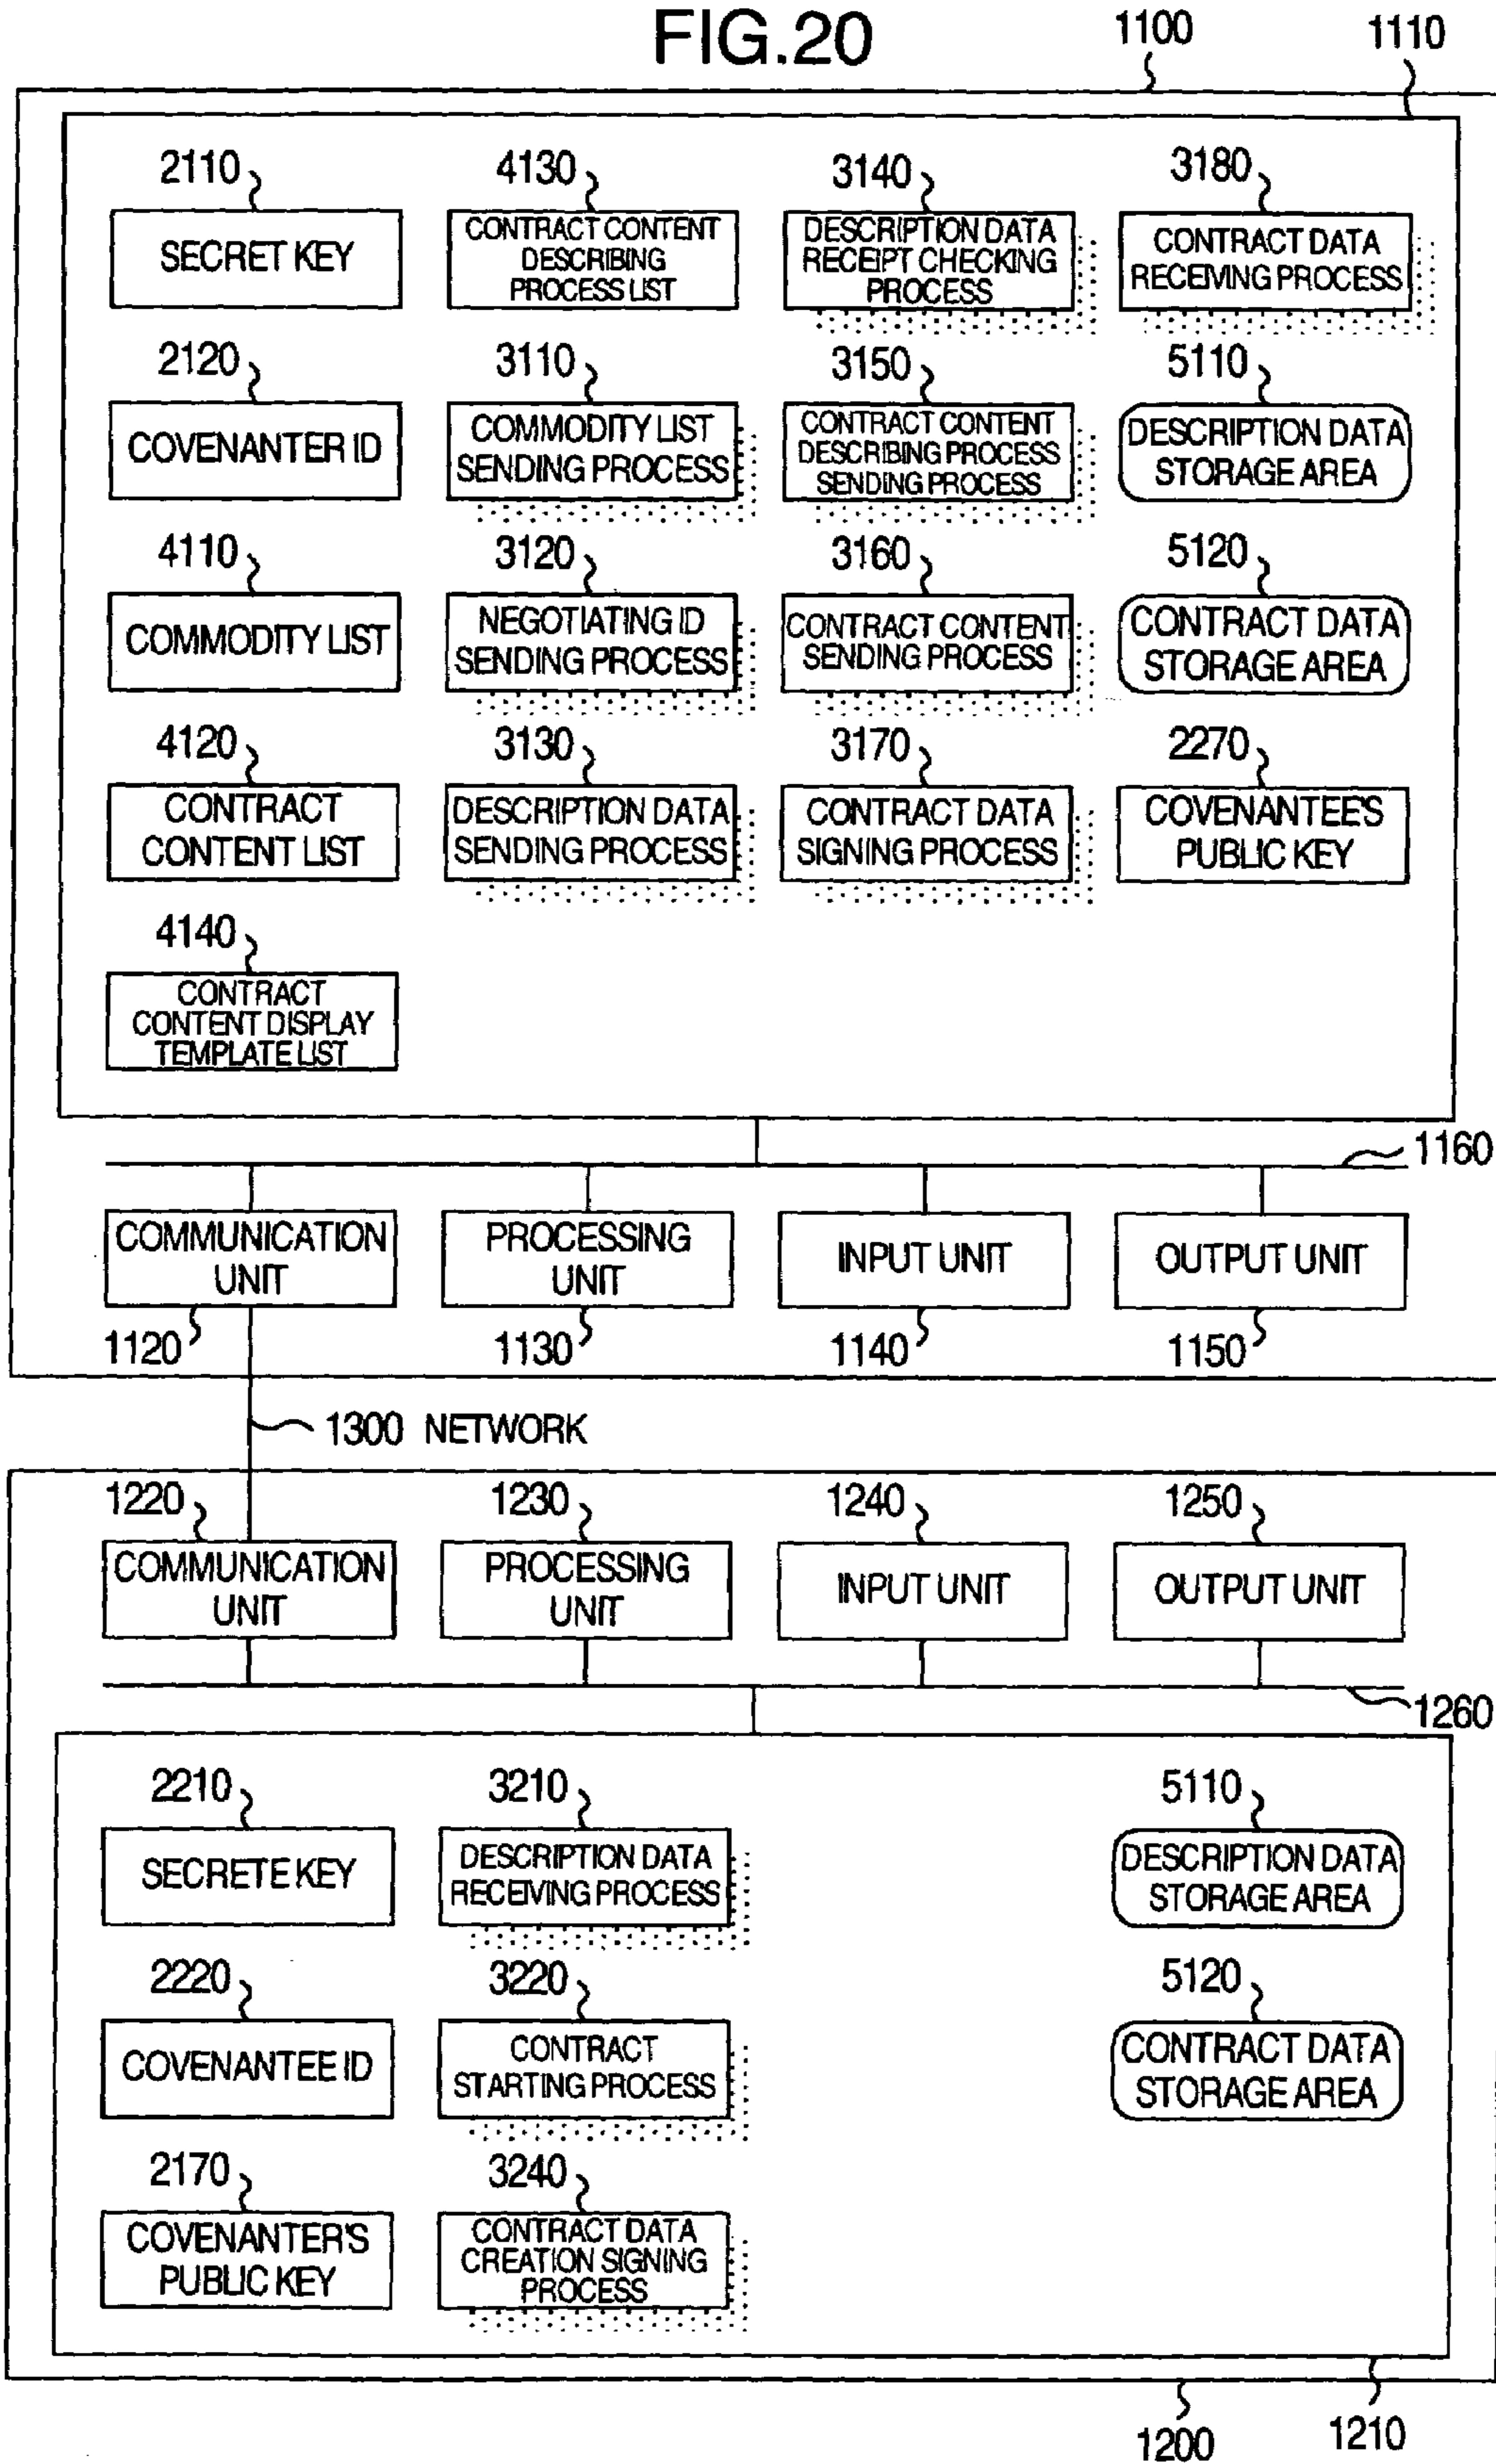 FIG.20
1100
1110
2110
4130
3140
3180
SECRET KEY
CONTRACT CONTENT
DESCRIBING
PROCESS LIST
DESCRIPTION DATA
RECEIPT CHECKING
PROCESS
CONTRACT DATA
RECEIVING PROCESS
2120
3110
3150
5110
COVENANTER ID
COMMODITY LIST
SENDING PROCESS
CONTRACT CONTENT
DESCRIBING PROCESS
SENDING PROCESS
DESCRIPTION DATA
STORAGE AREA
4110
3120
3160
5120
COMMODITY LIST
NEGOTIATING ID
SENDING PROCESS
CONTRACT CONTENT
SENDING PROCESS
CONTRACT DATA
STORAGE AREA
4120
3130
3170
2270
CONTRACT
CONTENT LIST
DESCRIPTION DATA
SENDING PROCESS
CONTRACT DATA
SIGNING PROCESS
COVENANTEE'S
PUBLIC KEY
4140
CONTRACT
CONTENT DISPLAY
TEMPLATE LIST
1160
COMMUNICATION
UNIT
PROCESSING
UNIT
INPUT UNIT
OUTPUT UNIT
1120
1130
1140
1150
1300 NETWORK
1220
1230
1240
1250
COMMUNICATION
UNIT
PROCESSING
UNIT
INPUT UNIT
OUTPUT UNIT
1260
2210
3210
5110
SECRETE KEY
DESCRIPTION DATA
RECEIVING PROCESS
DESCRIPTION DATA
STORAGE AREA
2220
3220
5120
COVENANTEE ID
CONTRACT
STARTING PROCESS
CONTRACT DATA
STORAGE AREA
2170
3240
COVENANTER'S
PUBLIC KEY
CONTRACT DATA
CREATION SIGNING
PROCESS
1200
1210